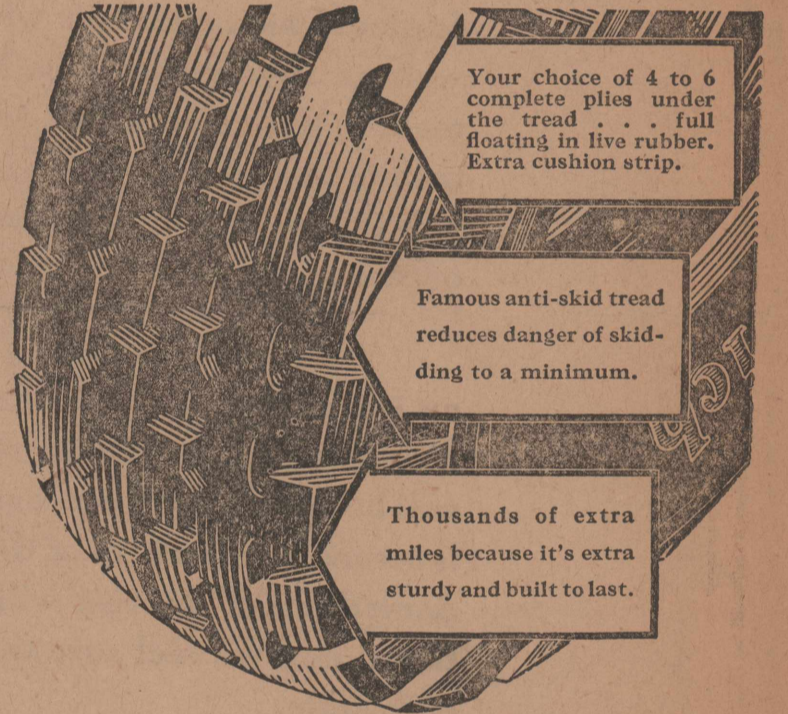 Your choice of 4 to 6
complete plies under
the tread . . . full
floating in live rubber.
Extra cushion strip.
Famous anti-skid tread
reduces danger of skid-
ding to a minimum.
Thousands of extra
miles because it's extra
sturdy and built to last.